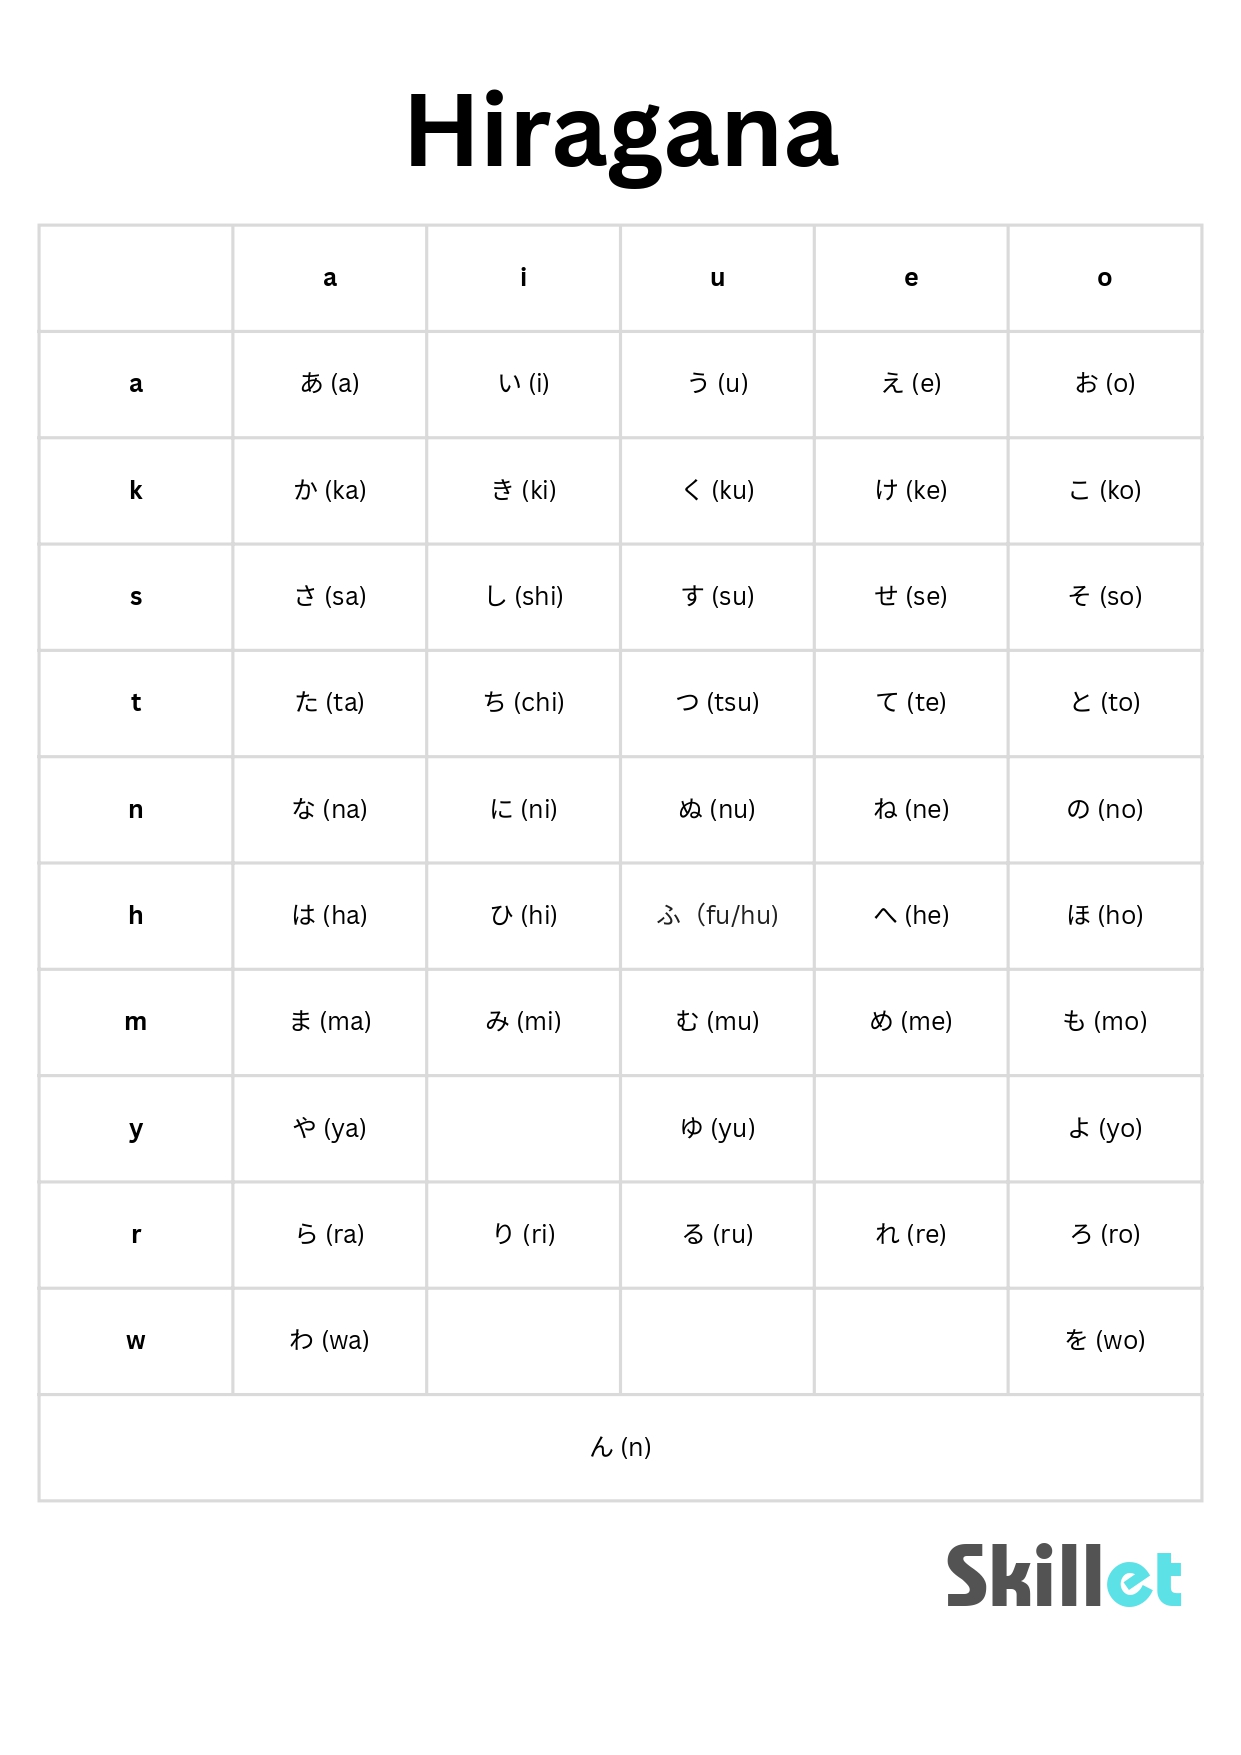 Hiragana
a i u e o
a あ (a) い (i) う (u) え (e) お (o)
k か (ka) き (ki) く (ku) け (ke) こ (ko)
s さ (sa) し (shi) す (su) せ (se) そ (so)
t た (ta) ち (chi) つ (tsu) て (te) と (to)
n な (na) に (ni) ぬ (nu) ね (ne) の (no)
h は (ha) ひ (hi) ふ（fu/hu) へ (he) ほ (ho)
m ま (ma) み (mi) む (mu) め (me) も (mo)
y や (ya) ゆ (yu) よ (yo)
r ら (ra) り (ri) る (ru) れ (re) ろ (ro)
w わ (wa) を (wo)
ん (n)
Skillet